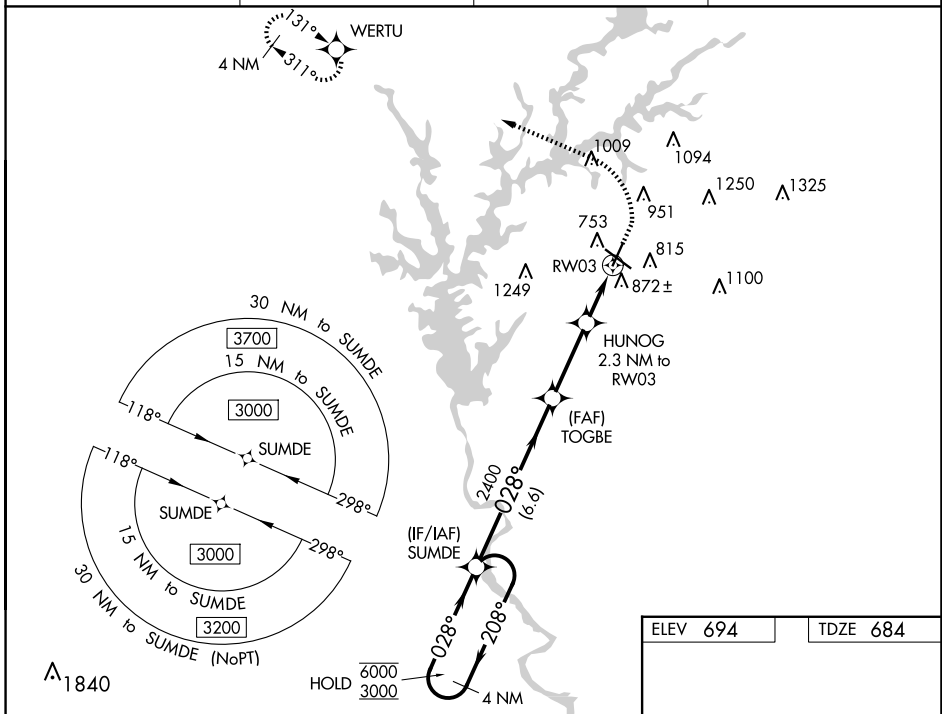 131°
WERTU
4 NM
311°
1009
1094
1250
1325
951
753
815
RW03
872±
1249
1100
HUNOG
2.3 NM to
RW03
(FAF)
TOGBE
2400
028°
(6.6)
(IF/IAF)
SUMDE
028°
208°
HOLD
6000
3000
4 NM
30 NM to SUMDE
3700
15 NM to SUMDE
3000
118°
SUMDE
298°
118°
SUMDE
298°
3000
15 NM to SUMDE
3200
30 NM to SUMDE (NoPT)
1840
ELEV 694
TDZE 684